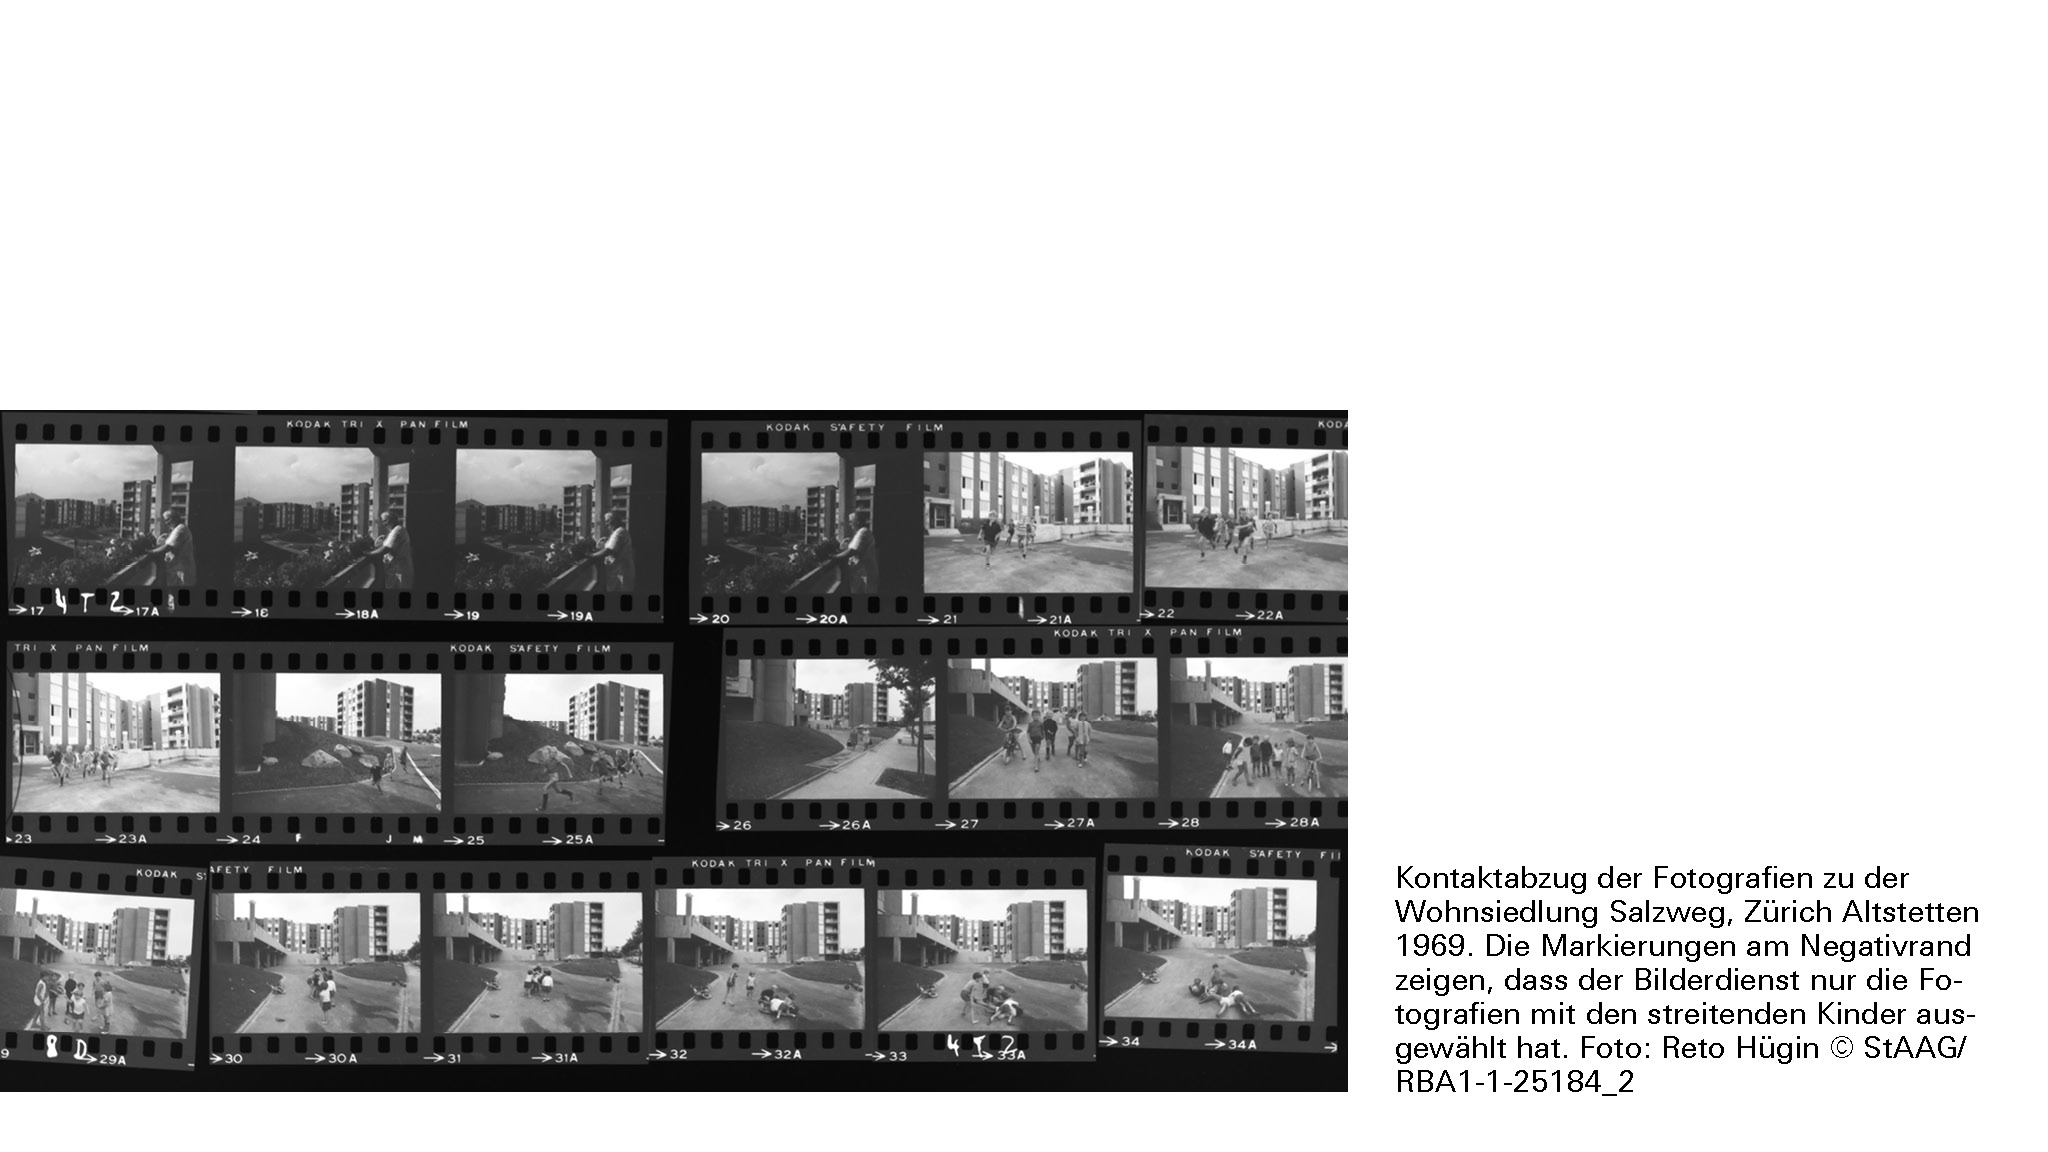 KODAK TRI X PAN FILM
KODAK SAFETY FILM
KODA
17 4 T 2 17A 18 18A 19 19A
20 20A 21 21A
22 22A
TRI X PAN FILM
KODAK SAFETY FILM
KODAK TRI X PAN FILM
23 23A 24 F J M 25 25A
26 26A 27 27A 28 28A
KODAK S
AFETY FILM
KODAK TRI X PAN FILM
KODAK SAFETY FI
9 8 D 29A
30 30A 31 31A
32 32A 33 4 T 2 33A
34 34A
Kontaktabzug der Fotografien zu der
Wohnsiedlung Salzweg, Zürich Altstetten
1969. Die Markierungen am Negativrand
zeigen, dass der Bilderdienst nur die Fo-
tografien mit den streitenden Kinder aus-
gewählt hat. Foto: Reto Hügin © StAAG/
RBA1-1-25184_2